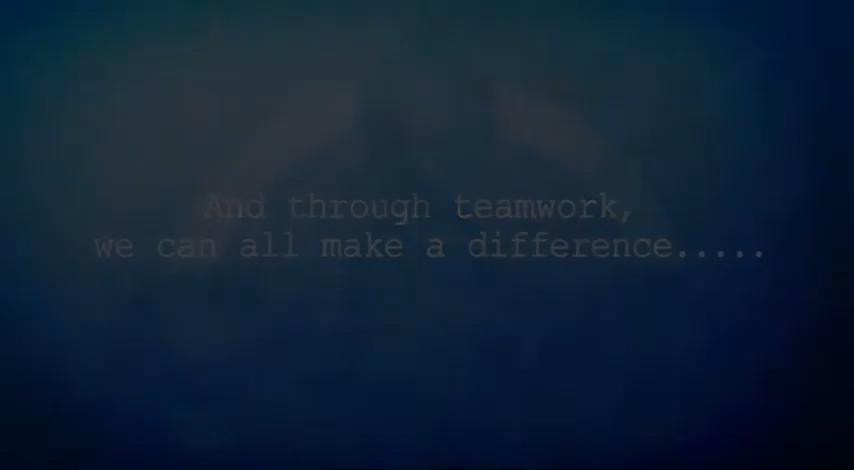 And through teamwork,
we can all make a difference.....